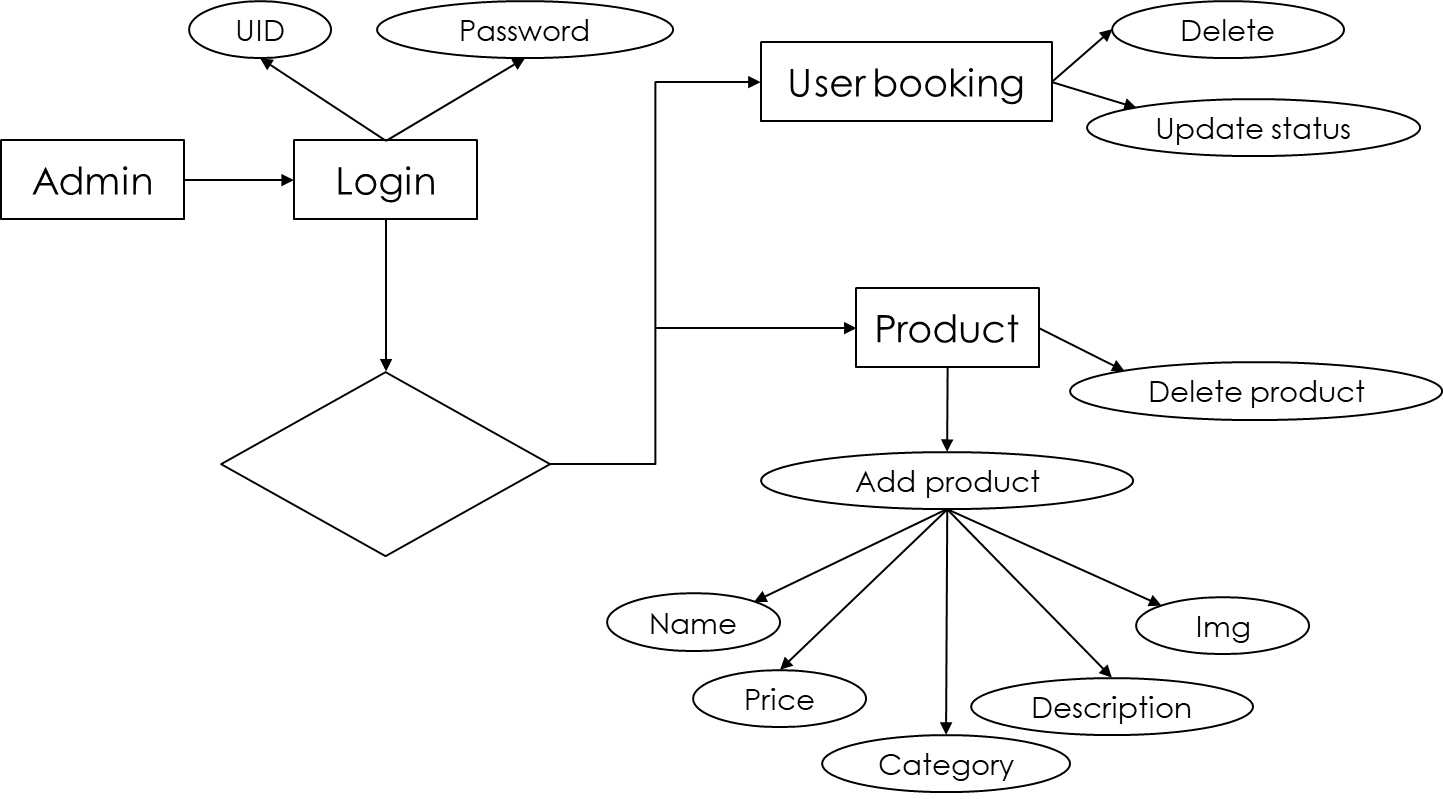 UID
Password
Delete
User booking
Update status
Admin
Login
Product
Delete product
Add product
Name
Img
Price
Description
Category